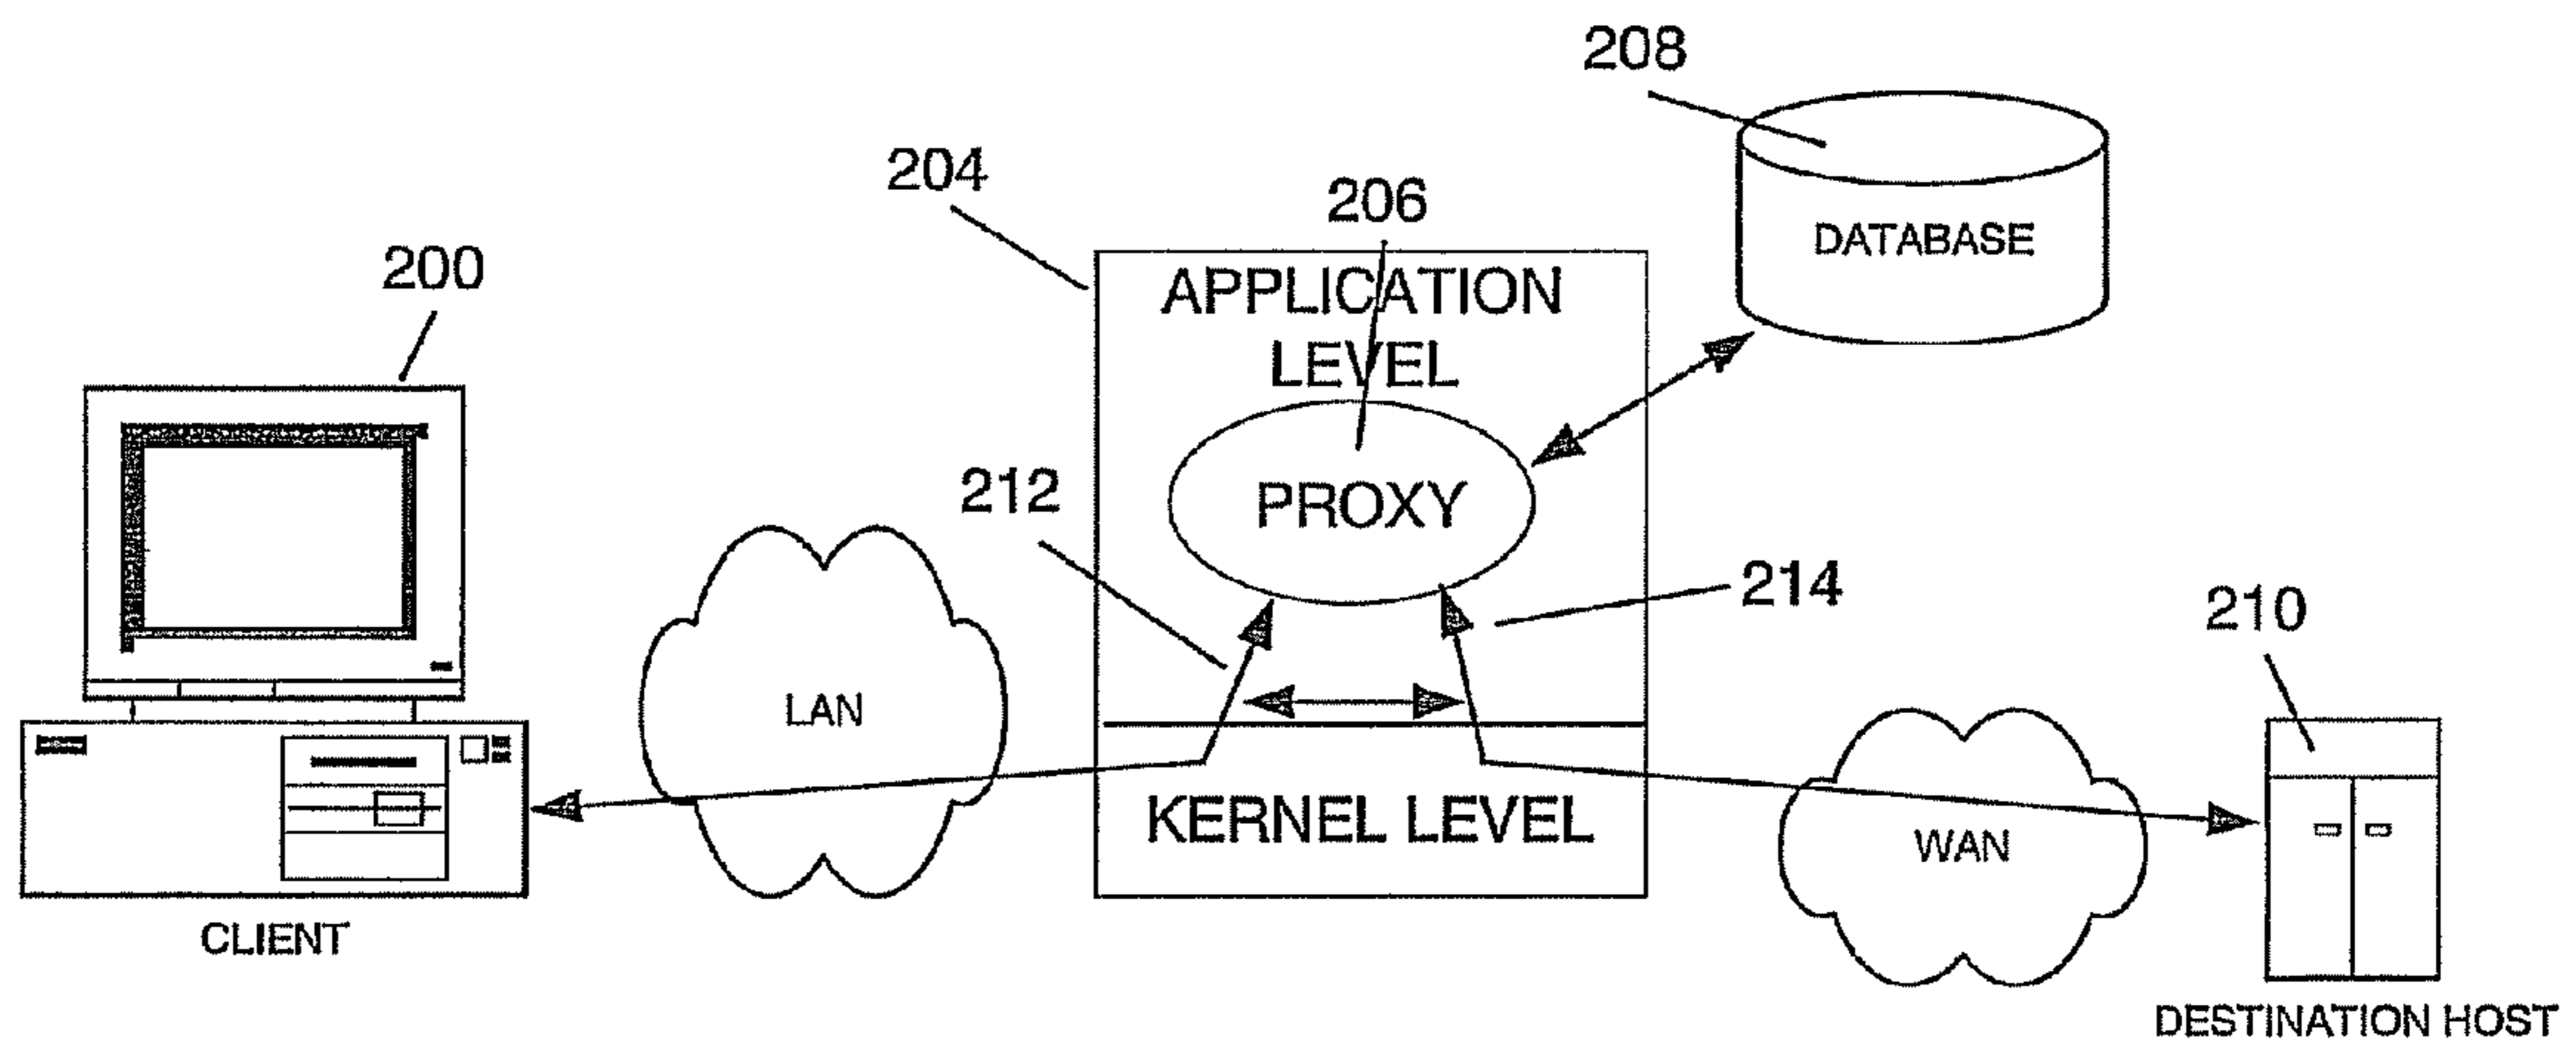 208
204
206
DATABASE
200
APPLICATION
LEVEL
212
PROXY
214
210
LAN
KERNEL LEVEL
WAN
CLIENT
DESTINATION HOST